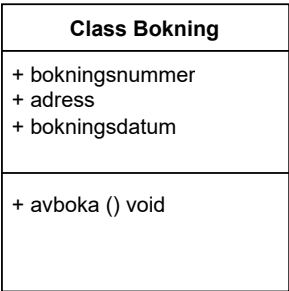 Class Bokning
+ bokningsnummer
+ adress
+ bokningsdatum
+ avboka () void